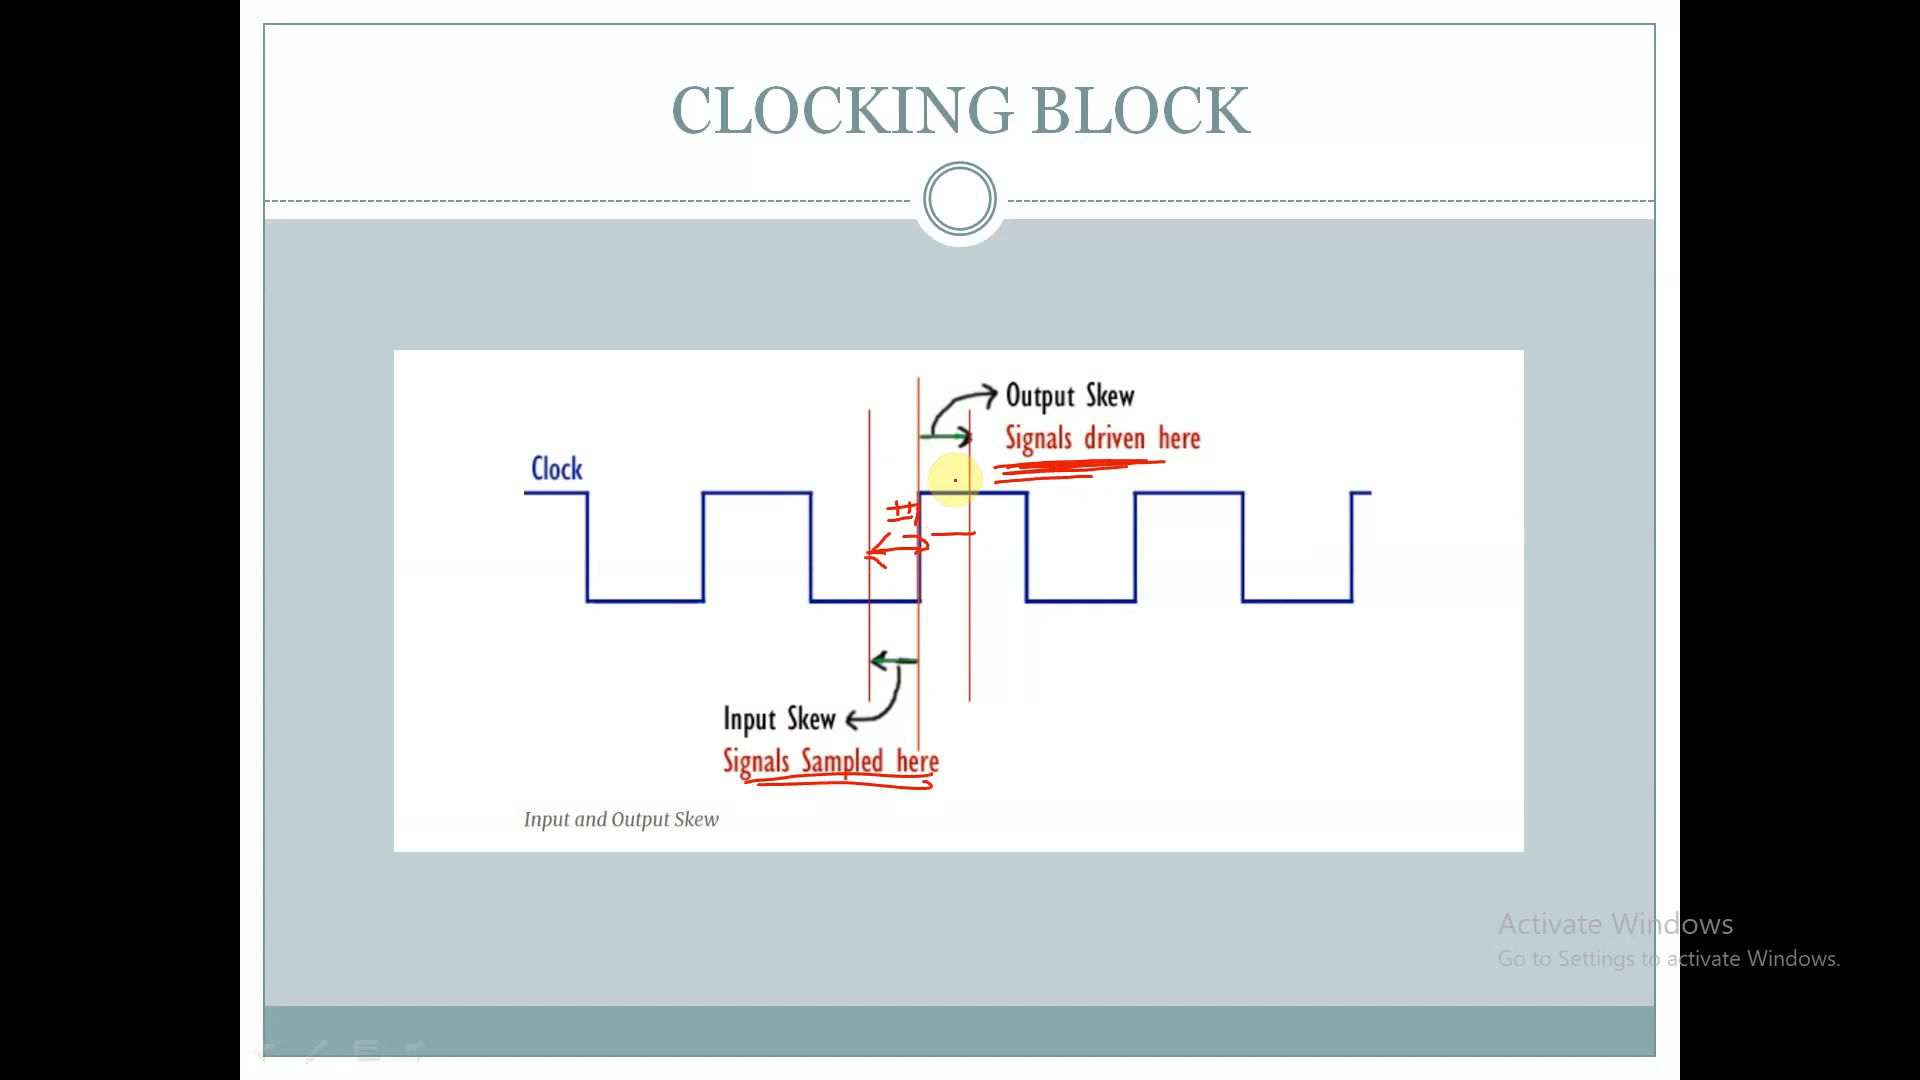 CLOCKING BLOCK
Output Skew
Signals driven here
Clock
#1
Input Skew
Signals Sampled here
Input and Output Skew
Activate Windows
Go to Settings to activate Windows.